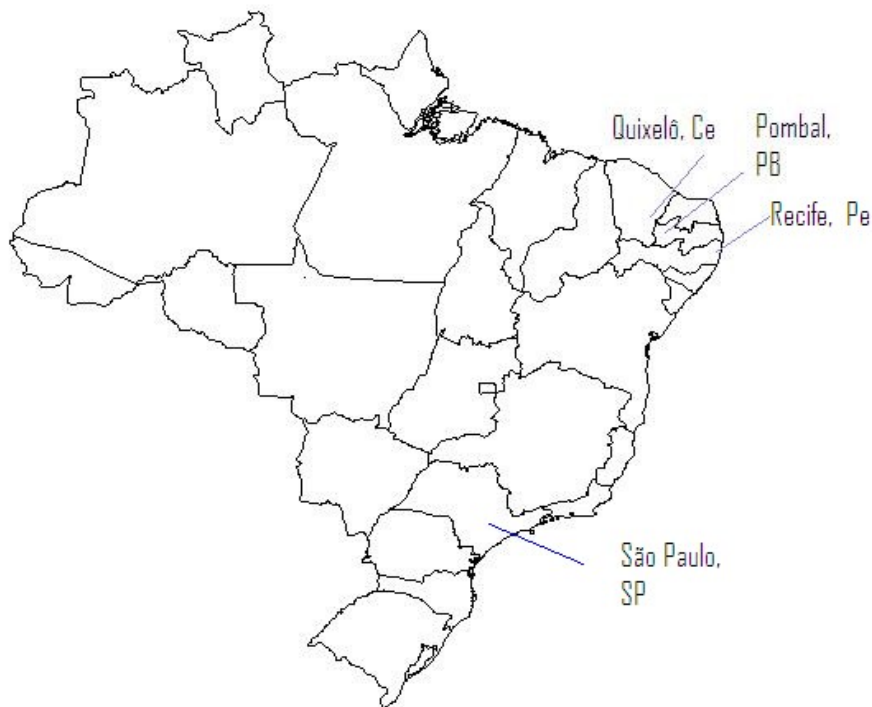 Quixelô, Ce
Pombal,
PB
Recife, Pe
São Paulo,
SP